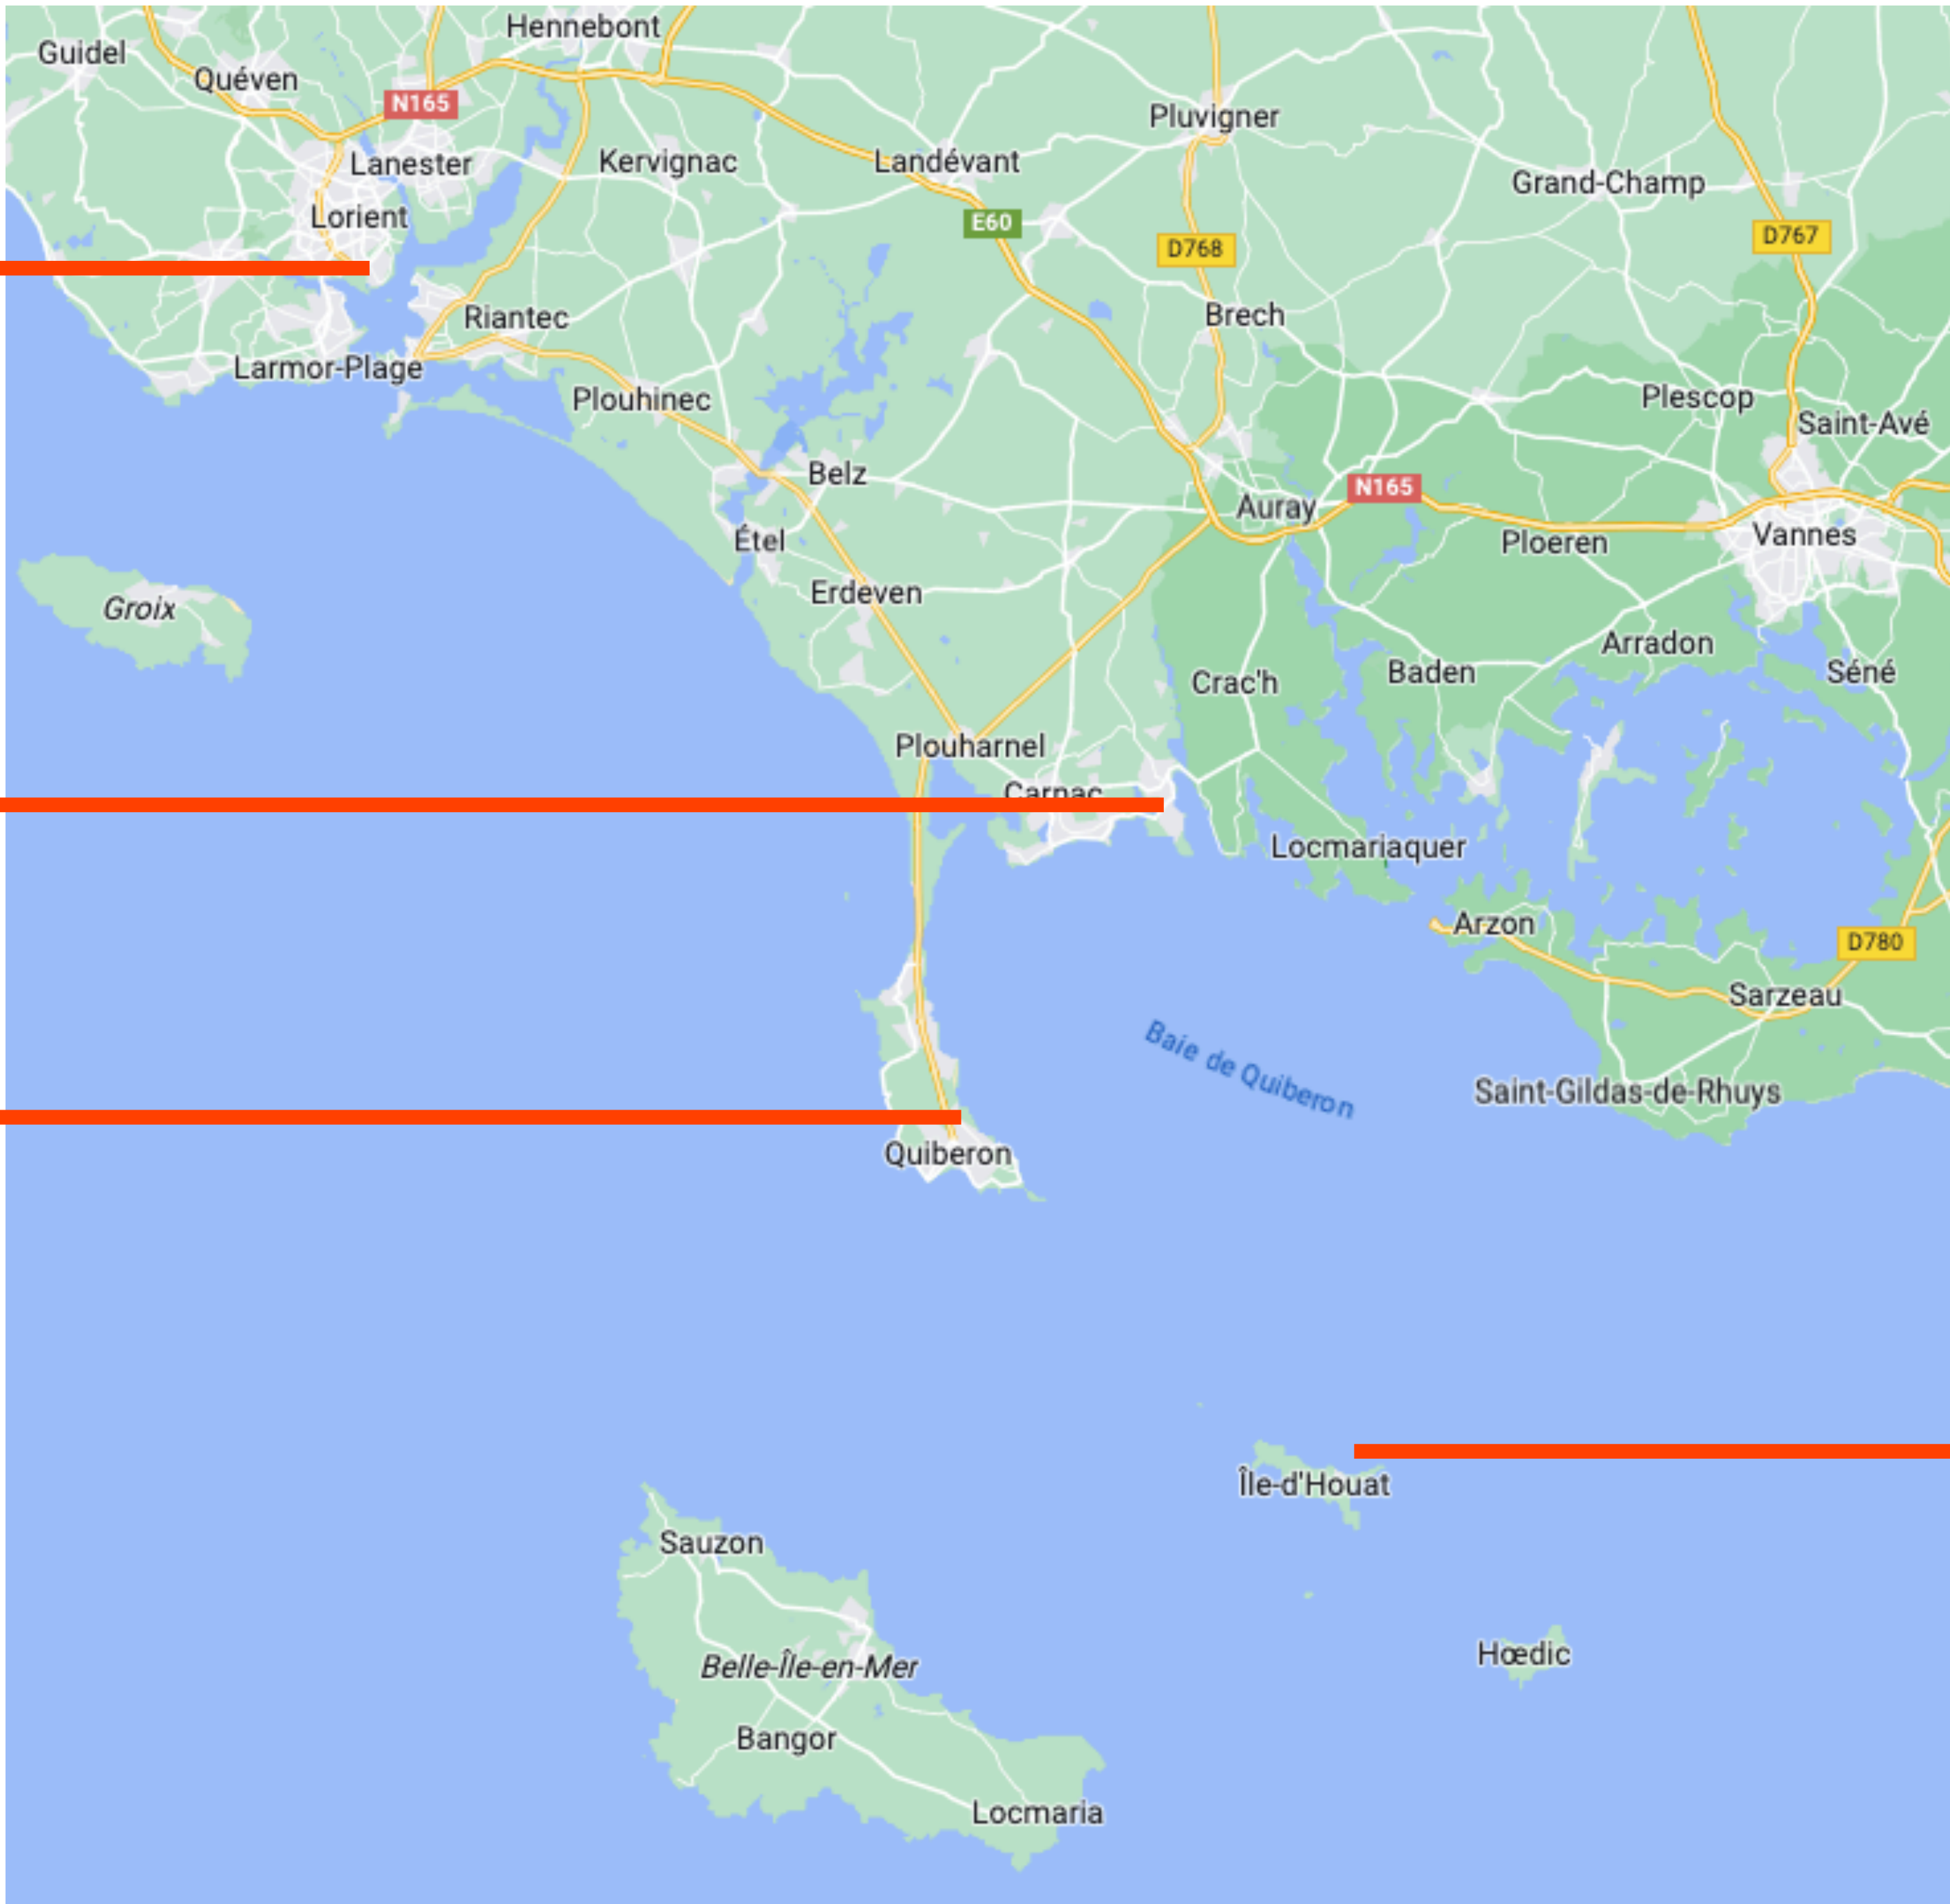 Hennebont
Guidel
Quéven
N165
Pluvigner
Lanester
Kervignac
Landévant
Grand-Champ
Lorient
E60
D768
D767
Riantec
Brech
Larmor-Plage
Plouhinec
Plescop
Saint-Avé
Belz
N165
Auray
Étel
Ploeren
Vannes
Erdeven
Groix
Arradon
Crac'h
Baden
Séné
Plouharnel
Carnac
Locmariaquer
Arzon
D780
Sarzeau
Baie de Quiberon
Saint-Gildas-de-Rhuys
Quiberon
Île-d'Houat
Sauzon
Hœdic
Belle-Île-en-Mer
Bangor
Locmaria